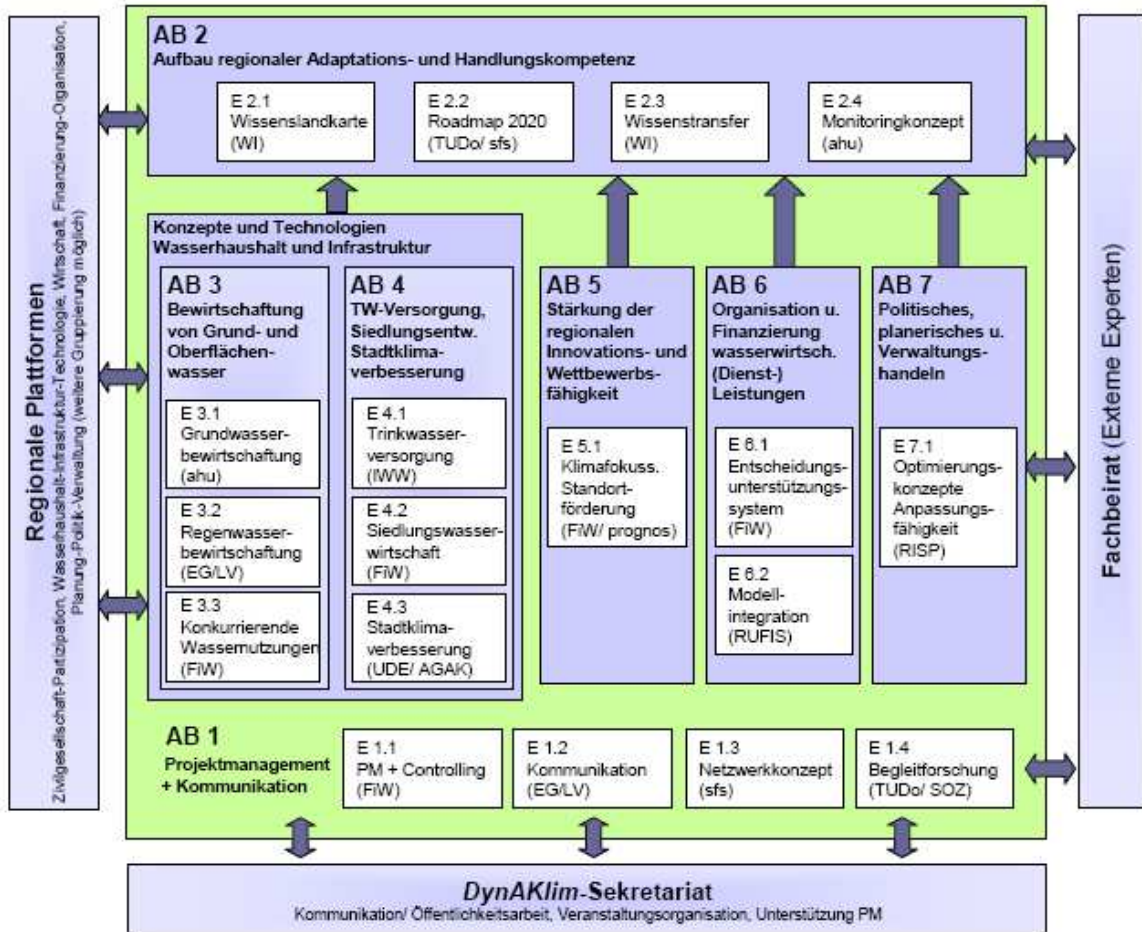 Regionale Plattformen
Zivilgesellschaft-Partizipation, Wasserhaushalt-Infrastruktur-Technologie, Wirtschaft, Finanzierung-Organisation,
Planung-Politik-Verwaltung (weitere Gruppierung möglich)
AB 2
Aufbau regionaler Adaptations- und Handlungskompetenz
E 2.1
Wissenslandkarte
(WI)
E 2.2
Roadmap 2020
(TUDo/ sfs)
E 2.3
Wissenstransfer
(WI)
E 2.4
Monitoringkonzept
(ahu)
Konzepte und Technologien
Wasserhaushalt und Infrastruktur
AB 3
Bewirtschaftung
von Grund- und
Oberflächen-
wasser
E 3.1
Grundwasser-
bewirtschaftung
(ahu)
E 3.2
Regenwasser-
bewirtschaftung
(EG/LV)
E 3.3
Konkurrierende
Wassernutzungen
(FiW)
AB 4
TW-Versorgung,
Siedlungsentw.
Stadtklima-
verbesserung
E 4.1
Trinkwasser-
versorgung
(IWW)
E 4.2
Siedlungswasser-
wirtschaft
(FiW)
E 4.3
Stadtklima-
verbesserung
(UDE/ AGAK)
AB 5
Stärkung der
regionalen
Innovations- und
Wettbewerbs-
fähigkeit
E 5.1
Klimafokuss.
Standort-
förderung
(FiW/ prognos)
AB 6
Organisation u.
Finanzierung
wasserwirtsch.
(Dienst-)
Leistungen
E 6.1
Entscheidungs-
unterstützungs-
system
(FiW)
E 6.2
Modell-
integration
(RUFIS)
AB 7
Politisches,
planerisches u.
Verwaltungs-
handeln
E 7.1
Optimierungs-
konzepte
Anpassungs-
fähigkeit
(RISP)
AB 1
Projektmanagement
+ Kommunikation
E 1.1
PM + Controlling
(FiW)
E 1.2
Kommunikation
(EG/LV)
E 1.3
Netzwerkkonzept
(sfs)
E 1.4
Begleitforschung
(TUDo/ SOZ)
Fachbeirat (Externe Experten)
DynAKlim-Sekretariat
Kommunikation/ Öffentlichkeitsarbeit, Veranstaltungsorganisation, Unterstützung PM